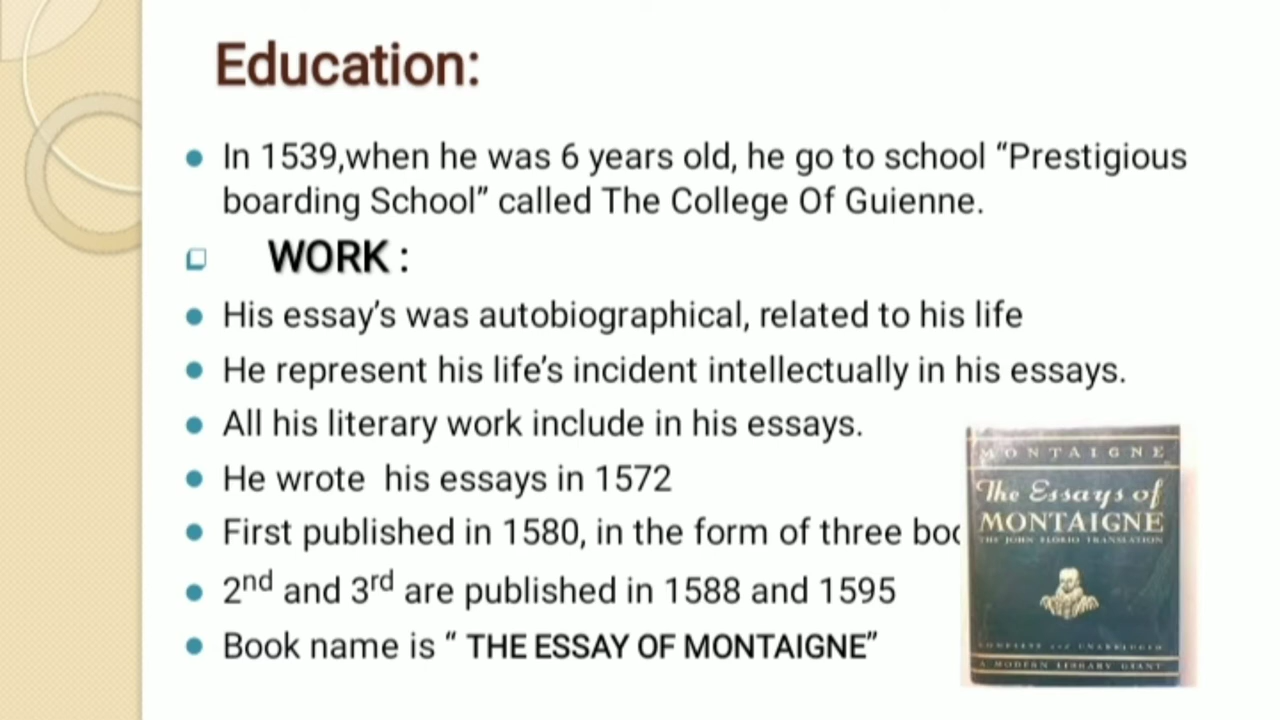 Education:
In 1539,when he was 6 years old, he go to school “Prestigious
boarding School” called The College Of Guienne.
WORK :
His essay’s was autobiographical, related to his life
He represent his life’s incident intellectually in his essays.
All his literary work include in his essays.
He wrote his essays in 1572
First published in 1580, in the form of three
2nd and 3rd are published in 1588 and 1595
Book name is “ THE ESSAY OF MONTAIGNE”
MONTAIGNE
The Essays of
MONTAIGNE
THE JOHN FLORIO TRANSLATION
COMPLETE and UNABRIDGED
A MODERN LIBRARY GIANT